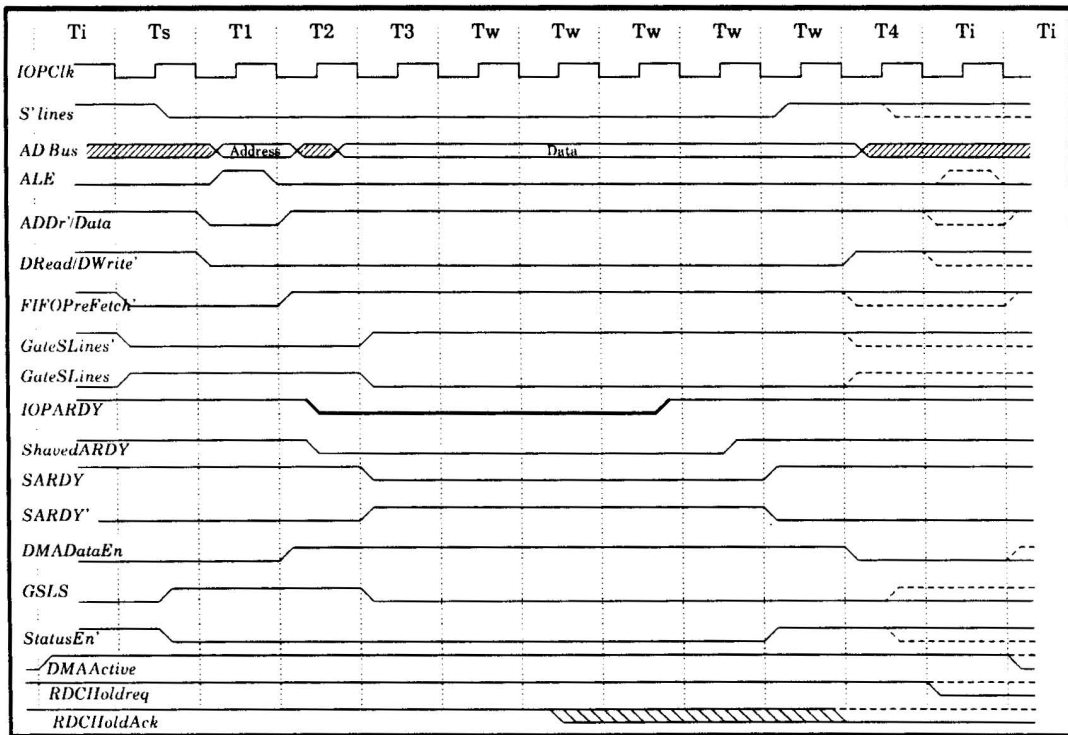 Ti Ts T1 T2 T3 Tw Tw Tw Tw Tw T4 Ti Ti
IOPClk
S' lines
AD Bus Address Data
ALE
ADDr'/Data
DRead/DWrite'
FIFOPreFetch'
GateSLines'
GateSLines
IOPARDY
ShavedARDY
SARDY
SARDY'
DMADataEn
GSLS
StatusEn'
DMAActive
RDCHoldreq
RDCHoldAck